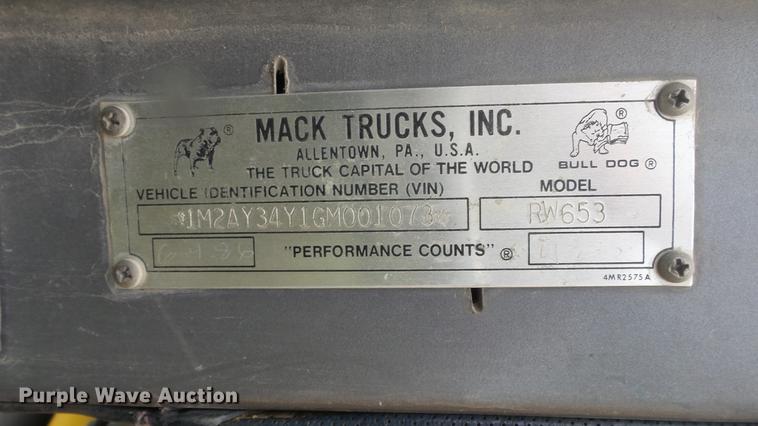 MACK TRUCKS, INC.
ALLENTOWN, PA., U.S.A.
THE TRUCK CAPITAL OF THE WORLD
BULL DOG ®
VEHICLE IDENTIFICATION NUMBER (VIN)
MODEL
*1M2AY34Y1GM001073*
RW653
"PERFORMANCE COUNTS" ®
4MR2575A
Purple Wave Auction